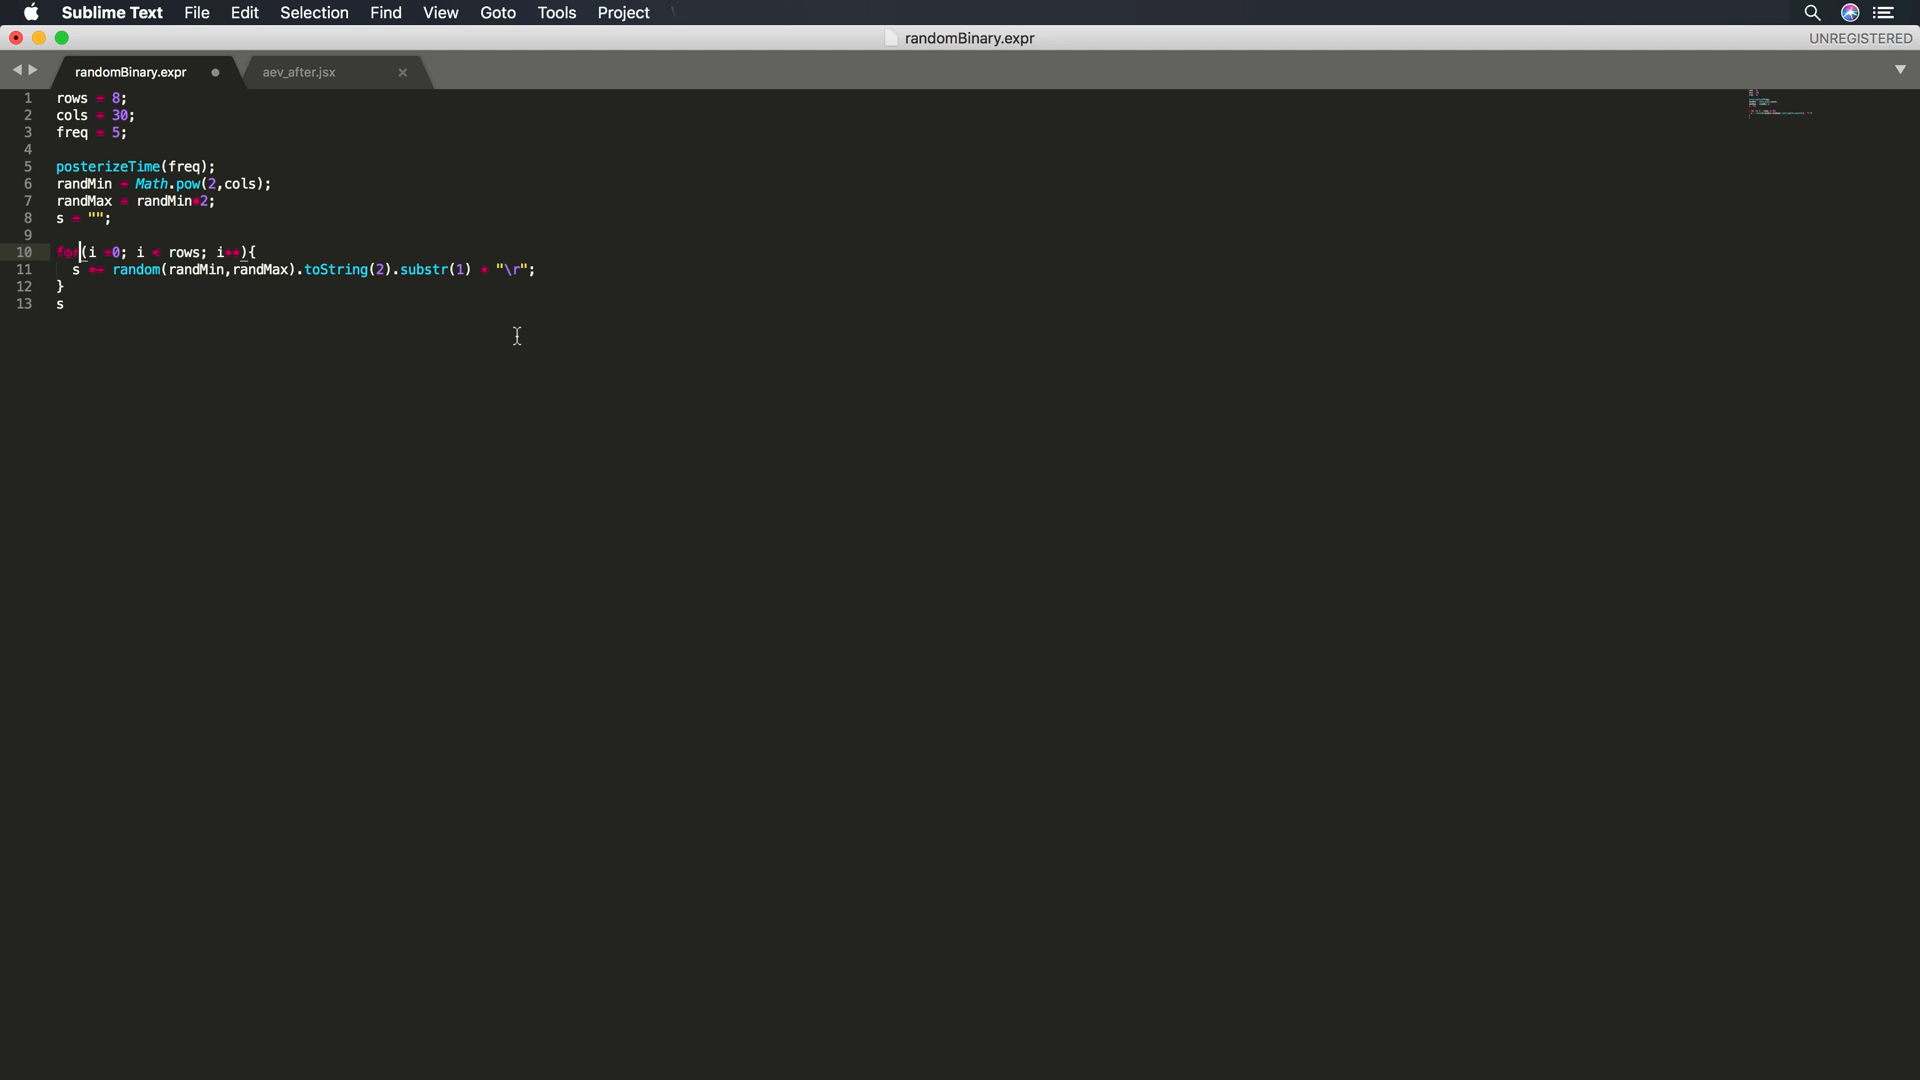 Sublime Text File Edit Selection Find View Goto Tools Project
randomBinary.expr
UNREGISTERED
randomBinary.expr aev_after.jsx
1 rows = 8;
2 cols = 30;
3 freq = 5;
4
5 posterizeTime(freq);
6 randMin = Math.pow(2,cols);
7 randMax = randMin*2;
8 s = "";
9
10 for(i =0; i < rows; i++){
11 s += random(randMin,randMax).toString(2).substr(1) + "\r";
12 }
13 s